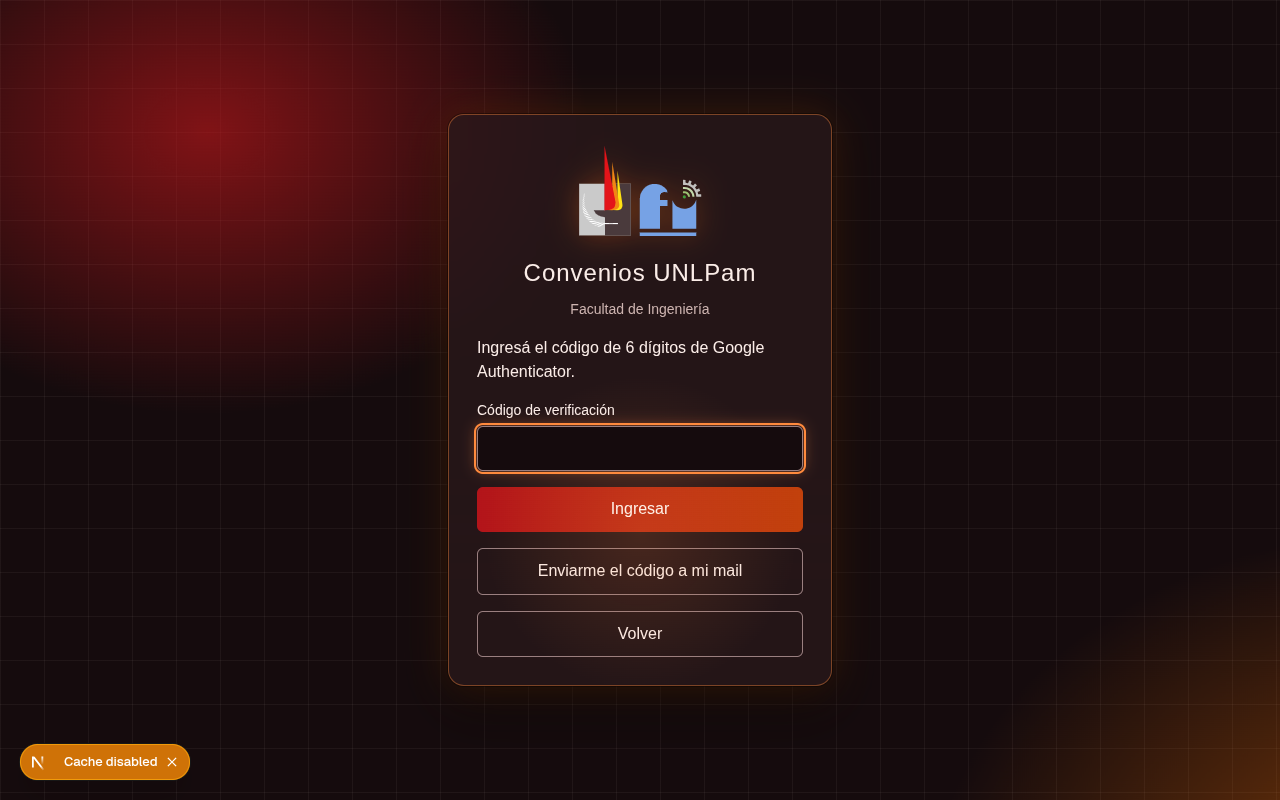 Convenios UNLPam
Facultad de Ingeniería
Ingresá el código de 6 dígitos de Google
Authenticator.
Código de verificación
Ingresar
Enviarme el código a mi mail
Volver
Cache disabled